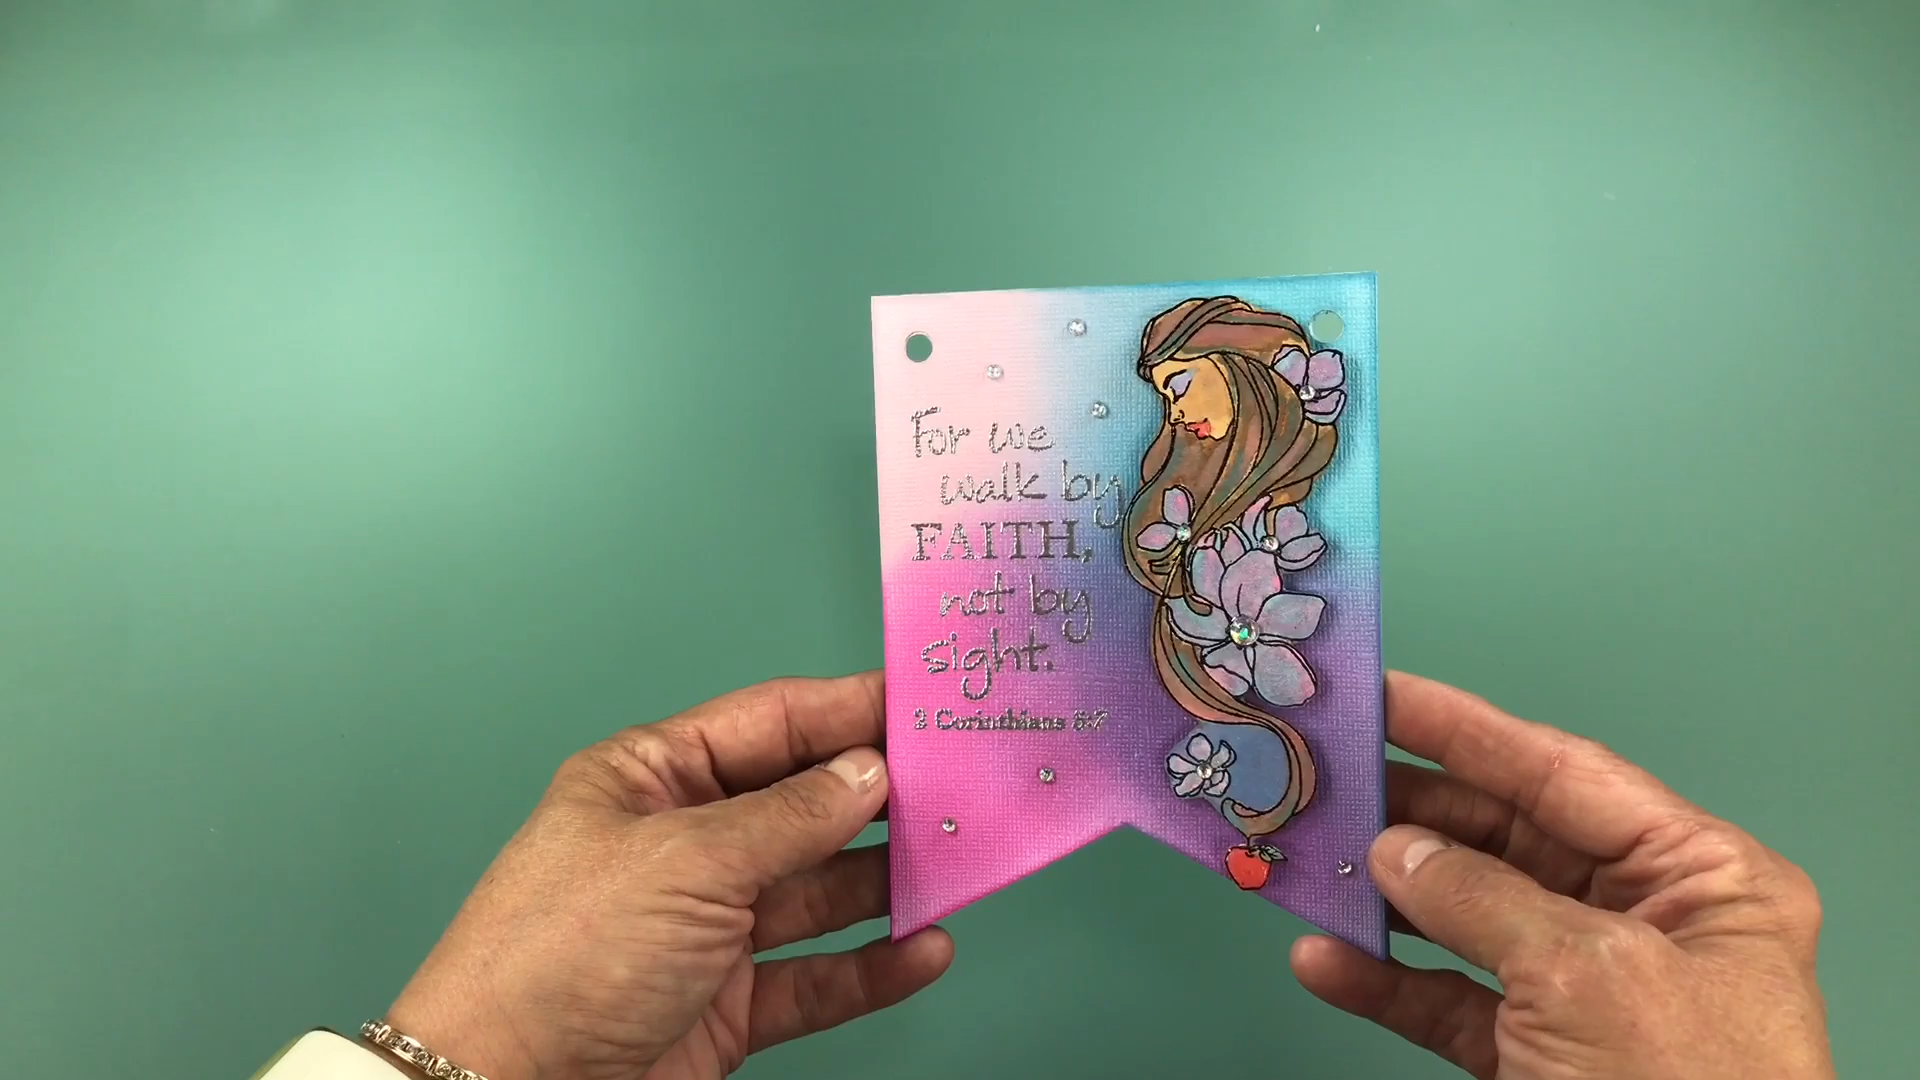 For we
walk by
FAITH,
not by
sight.
2 Corinthians 5:7